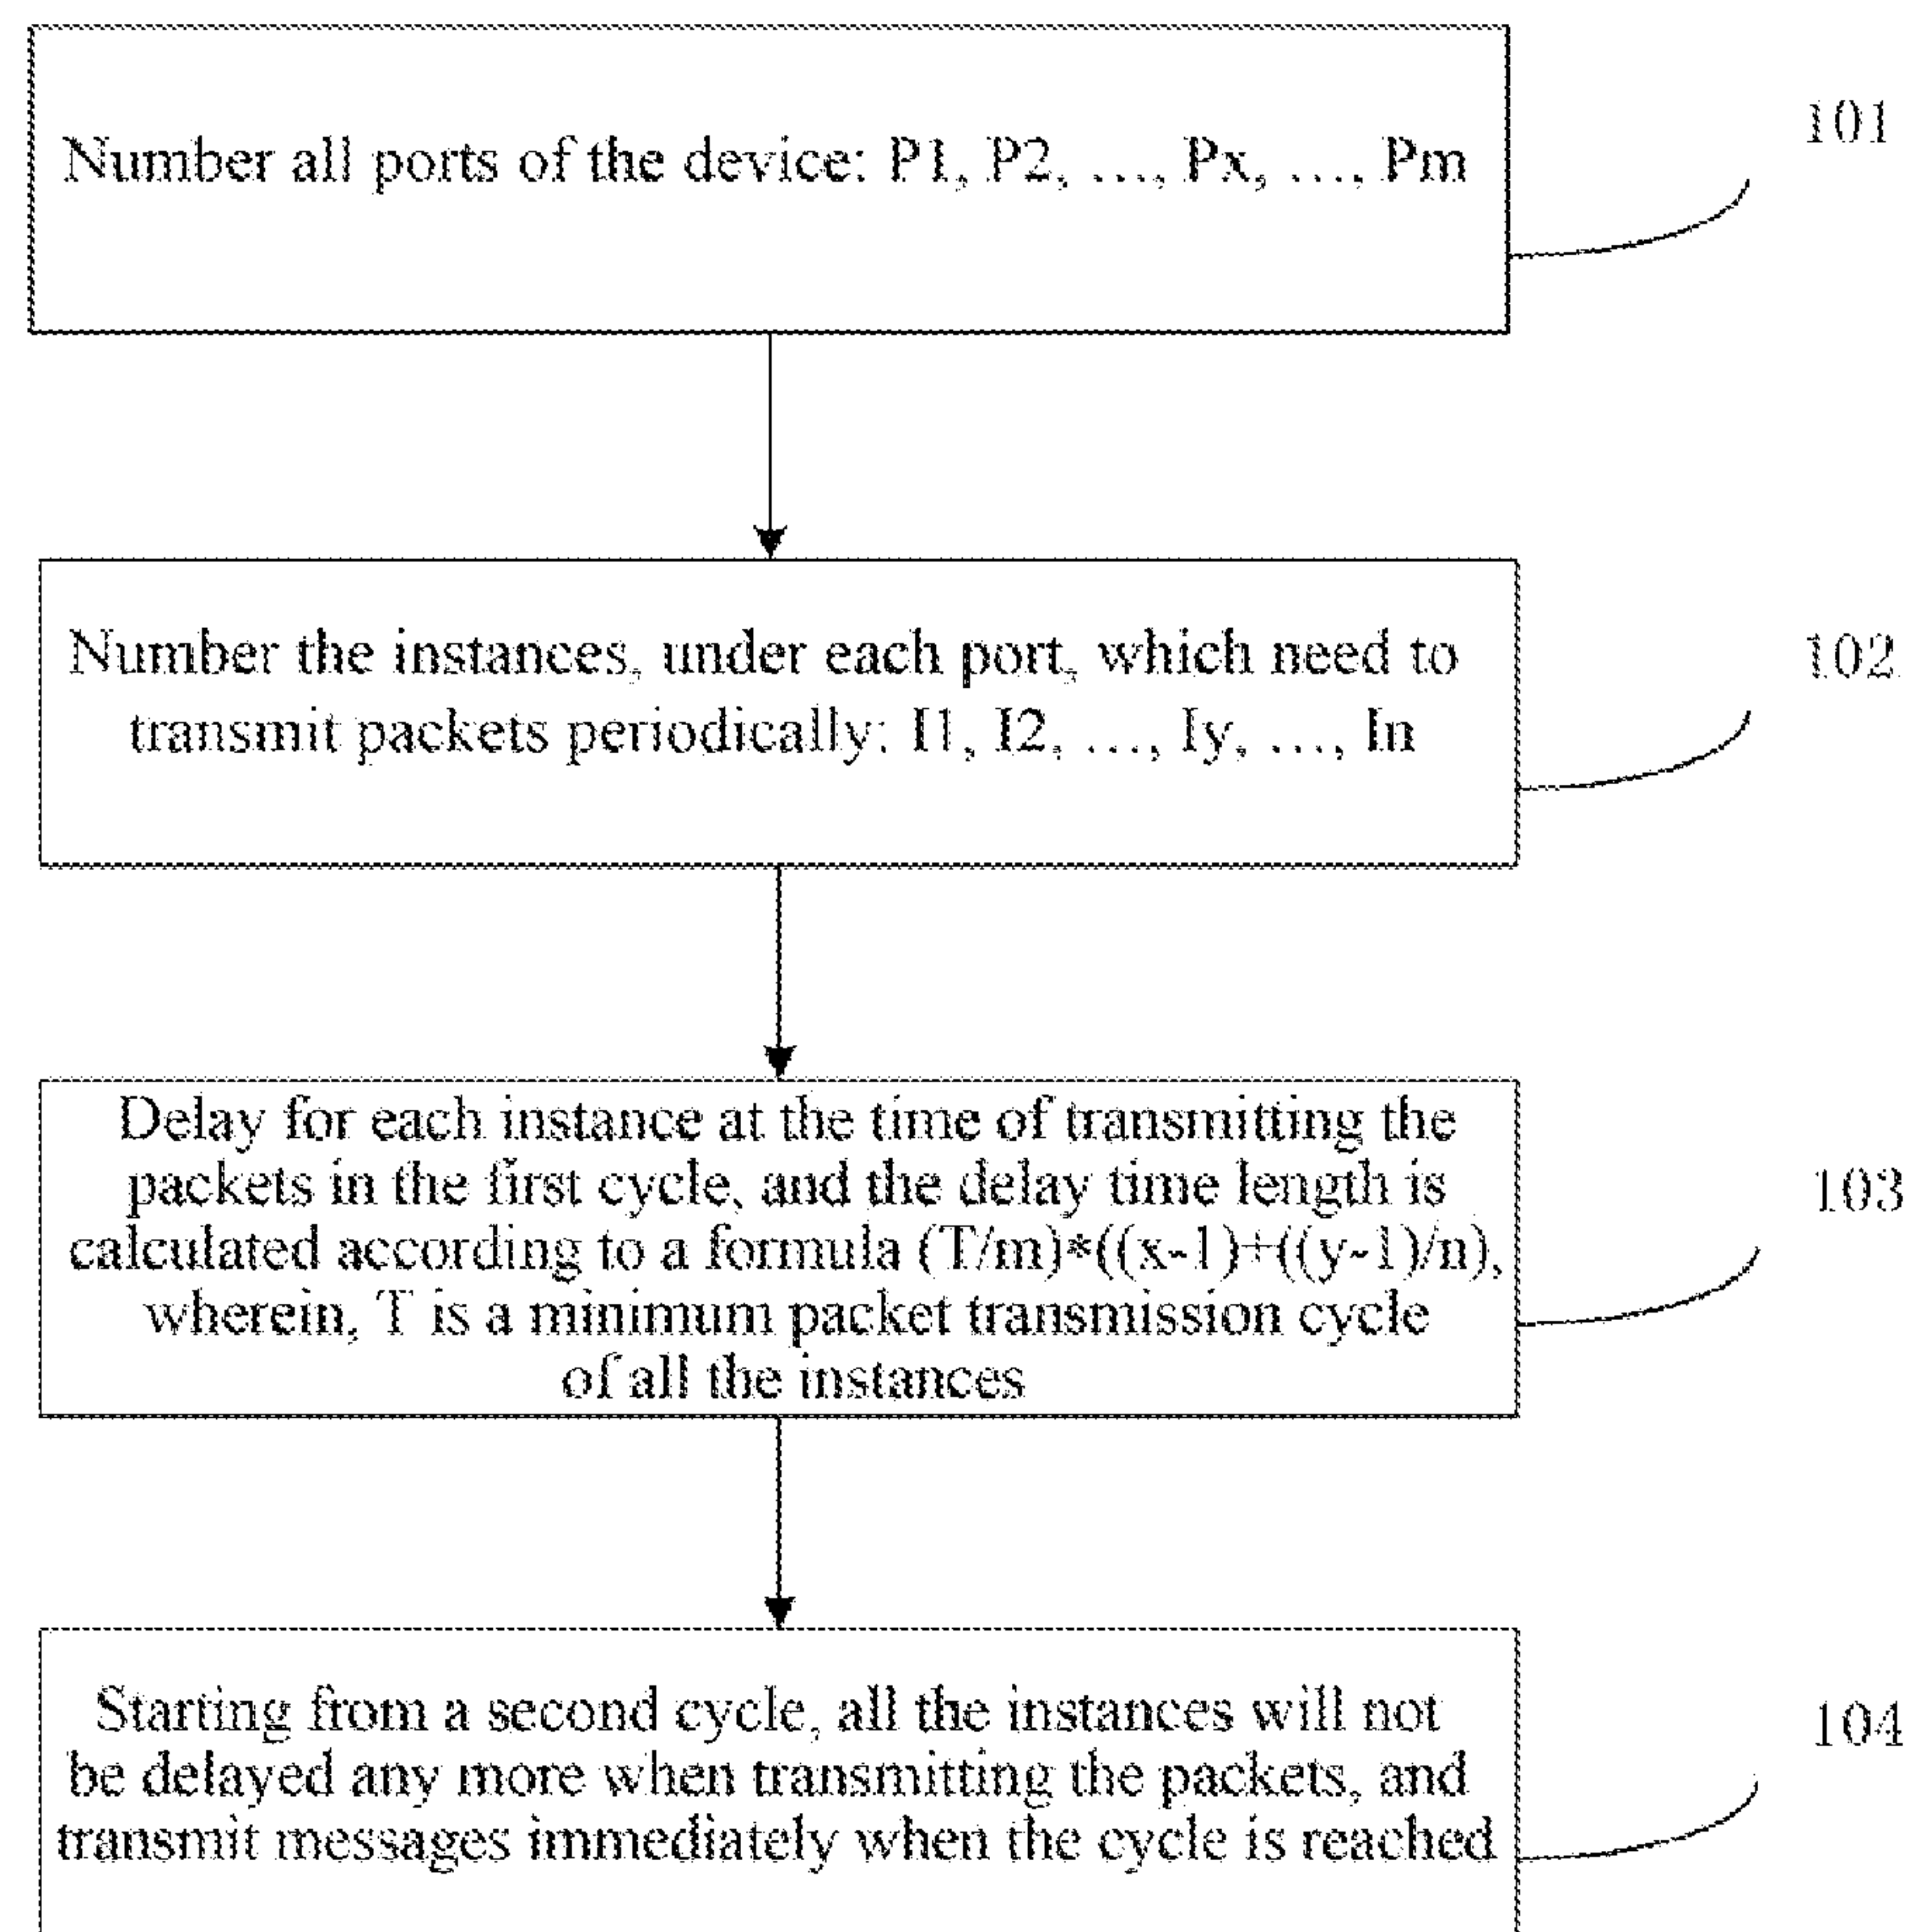 Number all ports of the device: P1, P2, ..., Px, ..., Pm
101
Number the instances, under each port, which need to
transmit packets periodically: I1, I2, ..., Iy, ..., In
102
Delay for each instance at the time of transmitting the
packets in the first cycle, and the delay time length is
calculated according to a formula (T/m)*((x-1)+((y-1)/n),
wherein, T is a minimum packet transmission cycle
of all the instances
103
Starting from a second cycle, all the instances will not
be delayed any more when transmitting the packets, and
transmit messages immediately when the cycle is reached
104